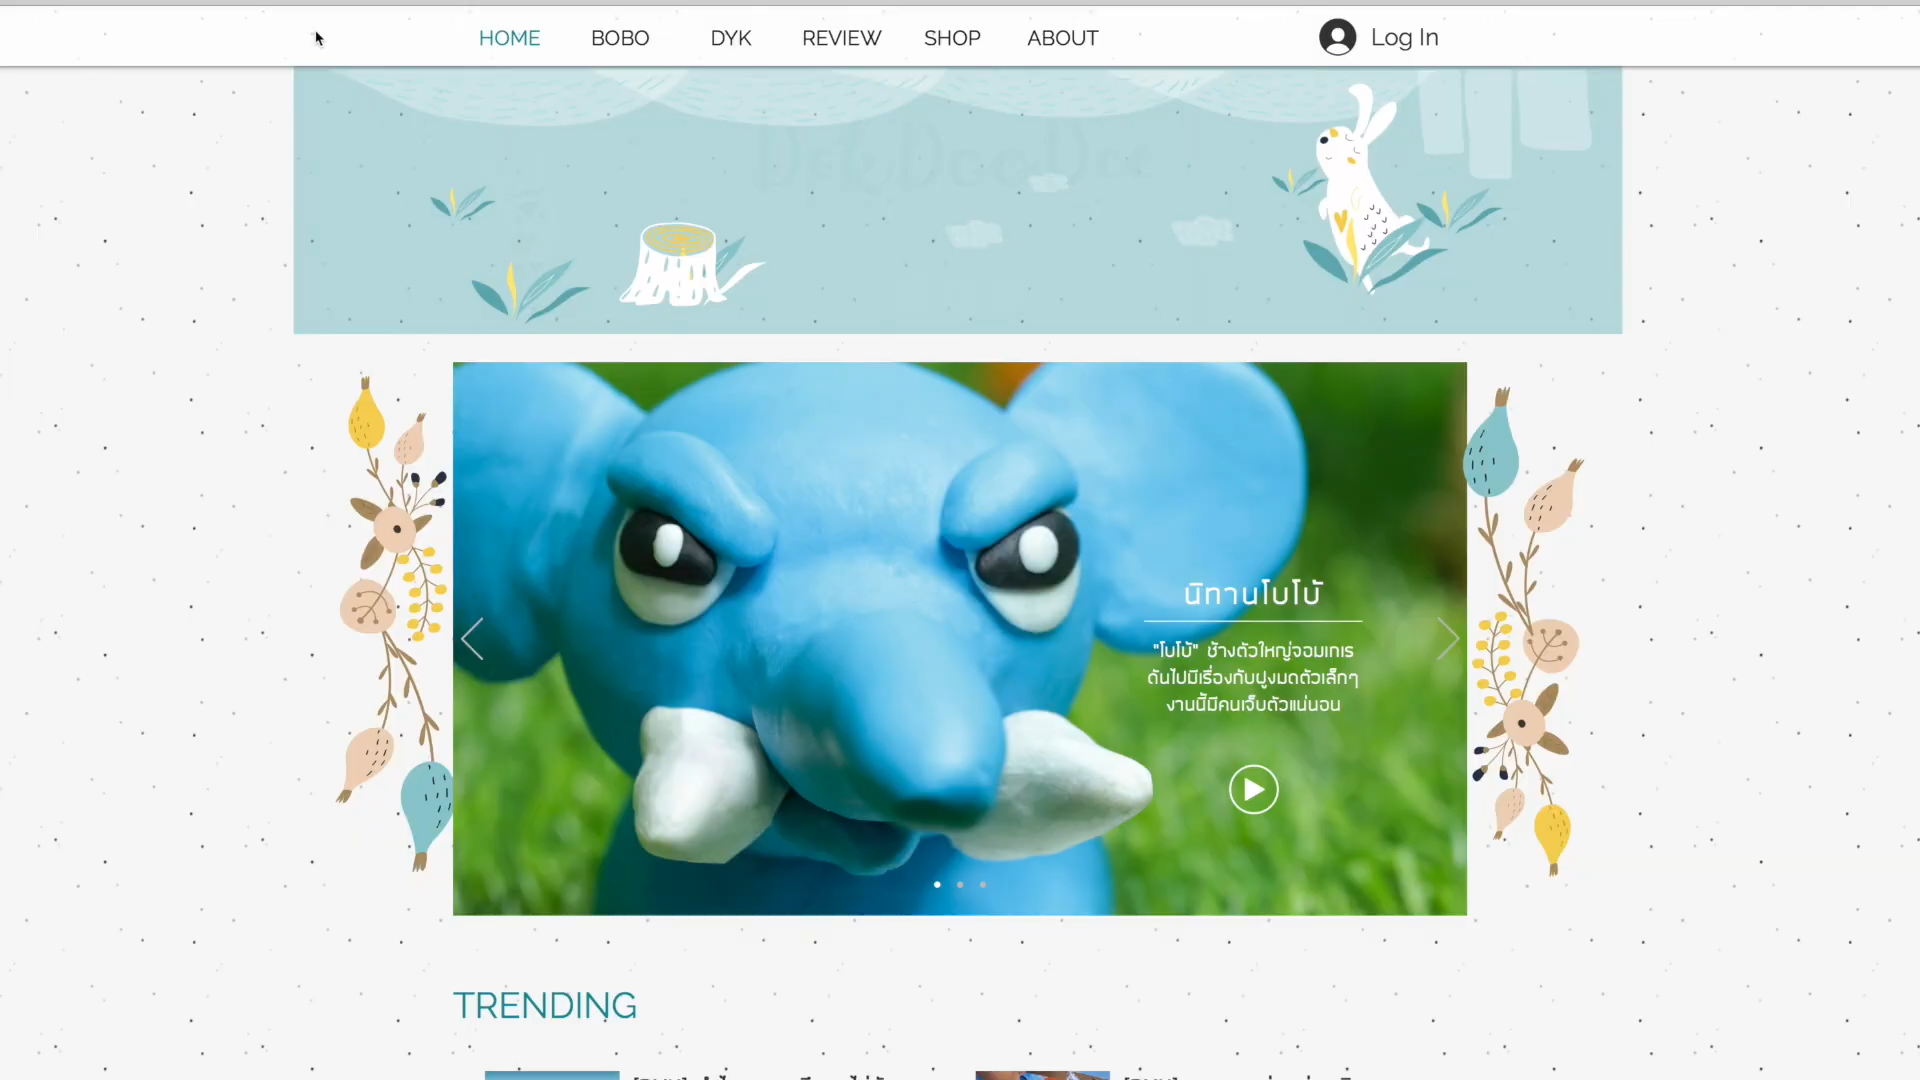 HOME BOBO DYK REVIEW SHOP ABOUT Log In
นิทานโบโบ้
"โบโบ้" ช้างตัวใหญ่จอมเกเร
ดันไปมีเรื่องกับฝูงมดตัวเล็กๆ
งานนี้มีคนเจ็บตัวแน่นอน
TRENDING